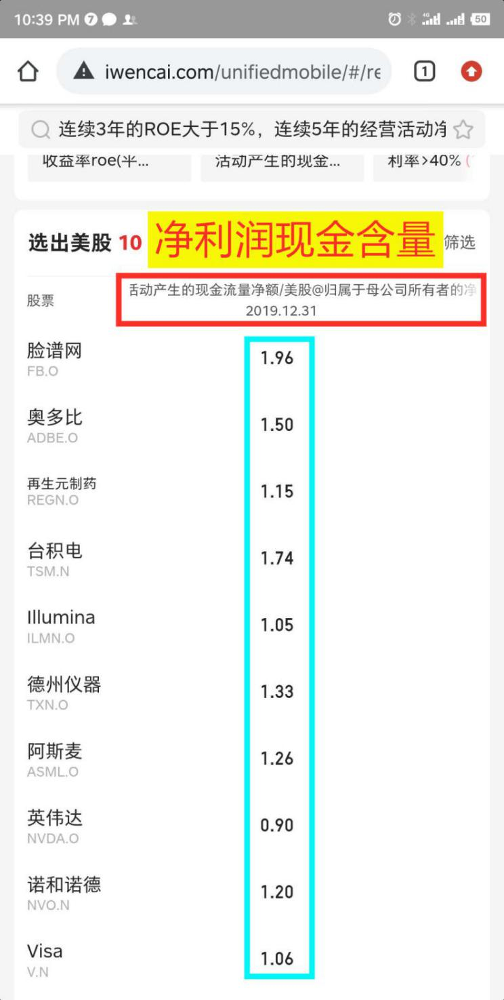 10:39 PM 7 4G 50
iwencai.com/unifiedmobile/#/re 1
连续3年的ROE大于15%，连续5年的经营活动净
收益率roe(平... 活动产生的现金... 利率>40%
选出美股 10 净利润现金含量 筛选
股票 活动产生的现金流量净额/美股@归属于母公司所有者的净
2019.12.31
脸谱网 1.96
FB.O
奥多比 1.50
ADBE.O
再生元制药 1.15
REGN.O
台积电 1.74
TSM.N
Illumina 1.05
ILMN.O
德州仪器 1.33
TXN.O
阿斯麦 1.26
ASML.O
英伟达 0.90
NVDA.O
诺和诺德 1.20
NVO.N
Visa 1.06
V.N